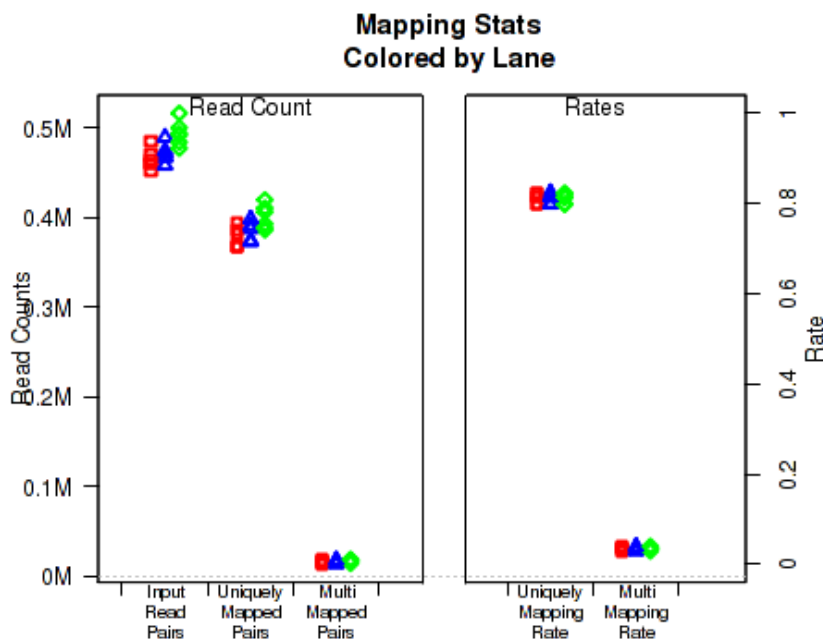 Mapping Stats
Colored by Lane
Read Count
Rates
0.5M
0.4M
0.3M
0.2M
0.1M
0M
Read Counts
1
0.8
0.6
0.4
0.2
0
Rate
Input
Read
Pairs
Uniquely
Mapped
Pairs
Multi
Mapped
Pairs
Uniquely
Mapping
Rate
Multi
Mapping
Rate